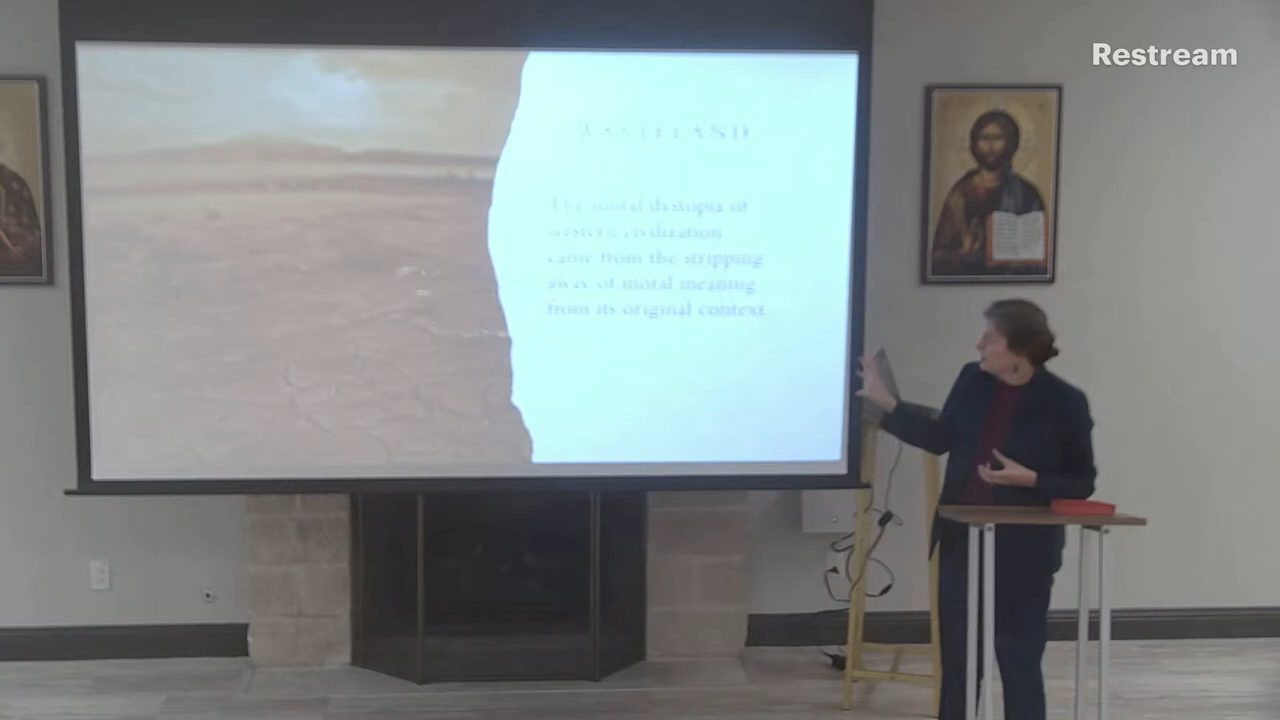 Restream
WASTELAND
The moral dystopia of
western civilization
came from the stripping
away of moral meaning
from its original context